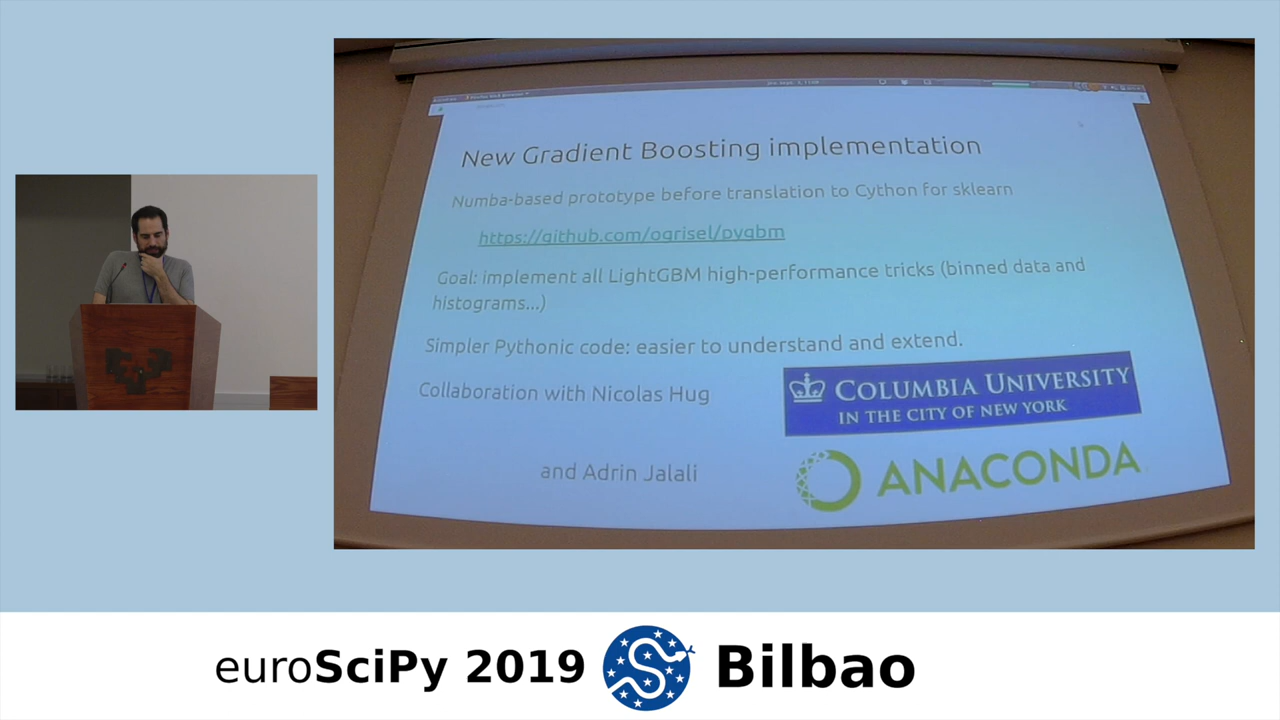 New Gradient Boosting implementation
Numba-based prototype before translation to Cython for sklearn
https://github.com/ogrisel/pygbm
Goal: implement all LightGBM high-performance tricks (binned data and
histograms...)
Simpler Pythonic code: easier to understand and extend.
Collaboration with Nicolas Hug
COLUMBIA UNIVERSITY
IN THE CITY OF NEW YORK
and Adrin Jalali
ANACONDA
euroSciPy 2019 Bilbao